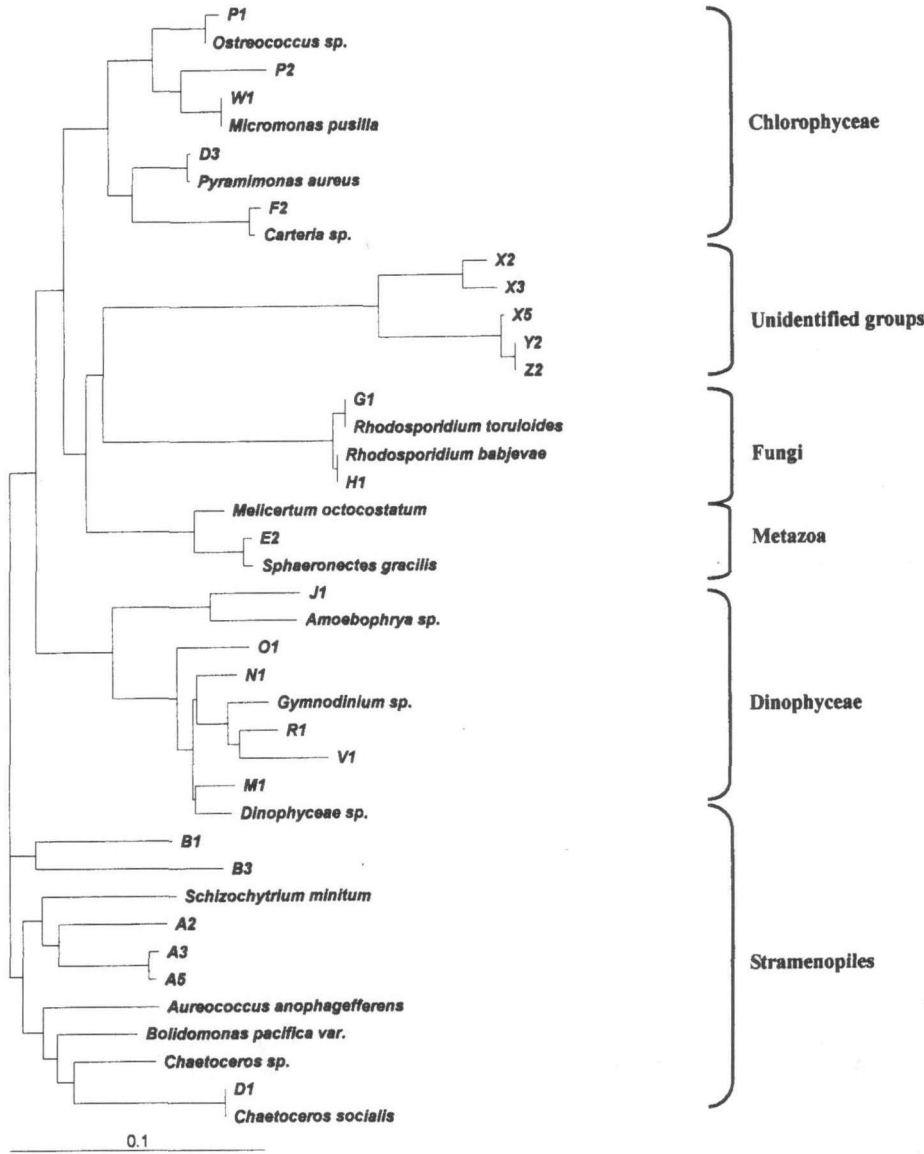 P1
Ostreococcus sp.
P2
W1
Micromonas pusilla
D3
Pyramimonas aureus
F2
Carteria sp.
Chlorophyceae
X2
X3
X5
Y2
Z2
Unidentified groups
G1
Rhodosporidium toruloides
Rhodosporidium babjevae
H1
Fungi
Melicertum octocostatum
E2
Sphaeronectes gracilis
Metazoa
J1
Amoebophrya sp.
O1
N1
Gymnodinium sp.
R1
V1
M1
Dinophyceae sp.
Dinophyceae
B1
B3
Schizochytrium minitum
A2
A3
A5
Aureococcus anophagefferens
Bolidomonas pacifica var.
Chaetoceros sp.
D1
Chaetoceros socialis
Stramenopiles
0.1